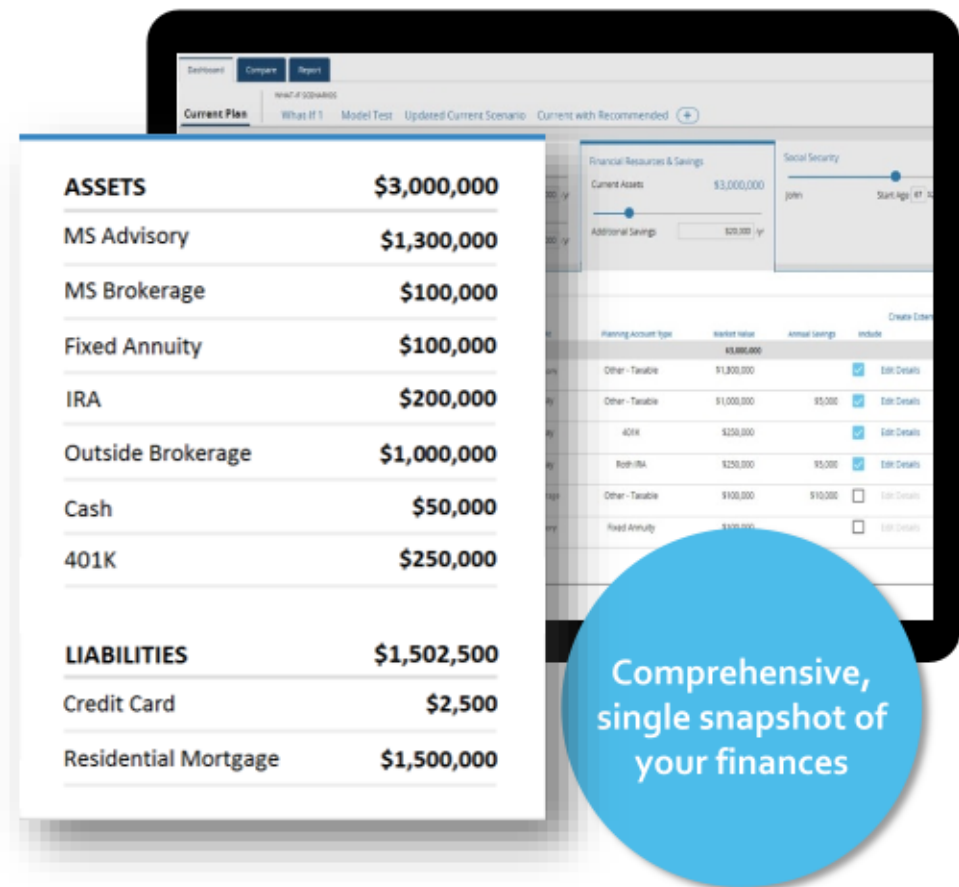 Dashboard Compare Report
WHAT-IF SCENARIOS
Current Plan What If 1 Model Test Updated Current Scenario Current with Recommended +
ASSETS $3,000,000
MS Advisory $1,300,000
MS Brokerage $100,000
Fixed Annuity $100,000
IRA $200,000
Outside Brokerage $1,000,000
Cash $50,000
401K $250,000
LIABILITIES $1,502,500
Credit Card $2,500
Residential Mortgage $1,500,000
Financial Resources & Savings
Current Assets $3,000,000
Additional Savings $20,000 /yr
Social Security
John Start Age 67
Planning Account Type Market Value Annual Savings Include
$3,000,000
Other - Taxable Edit Details
Other - Taxable $1,000,000 $5,000 Edit Details
401K $250,000 Edit Details
Roth IRA $250,000 $5,000 Edit Details
Other - Taxable $100,000 $10,000 Edit Details
Fixed Annuity Edit Details
Comprehensive,
single snapshot of
your finances